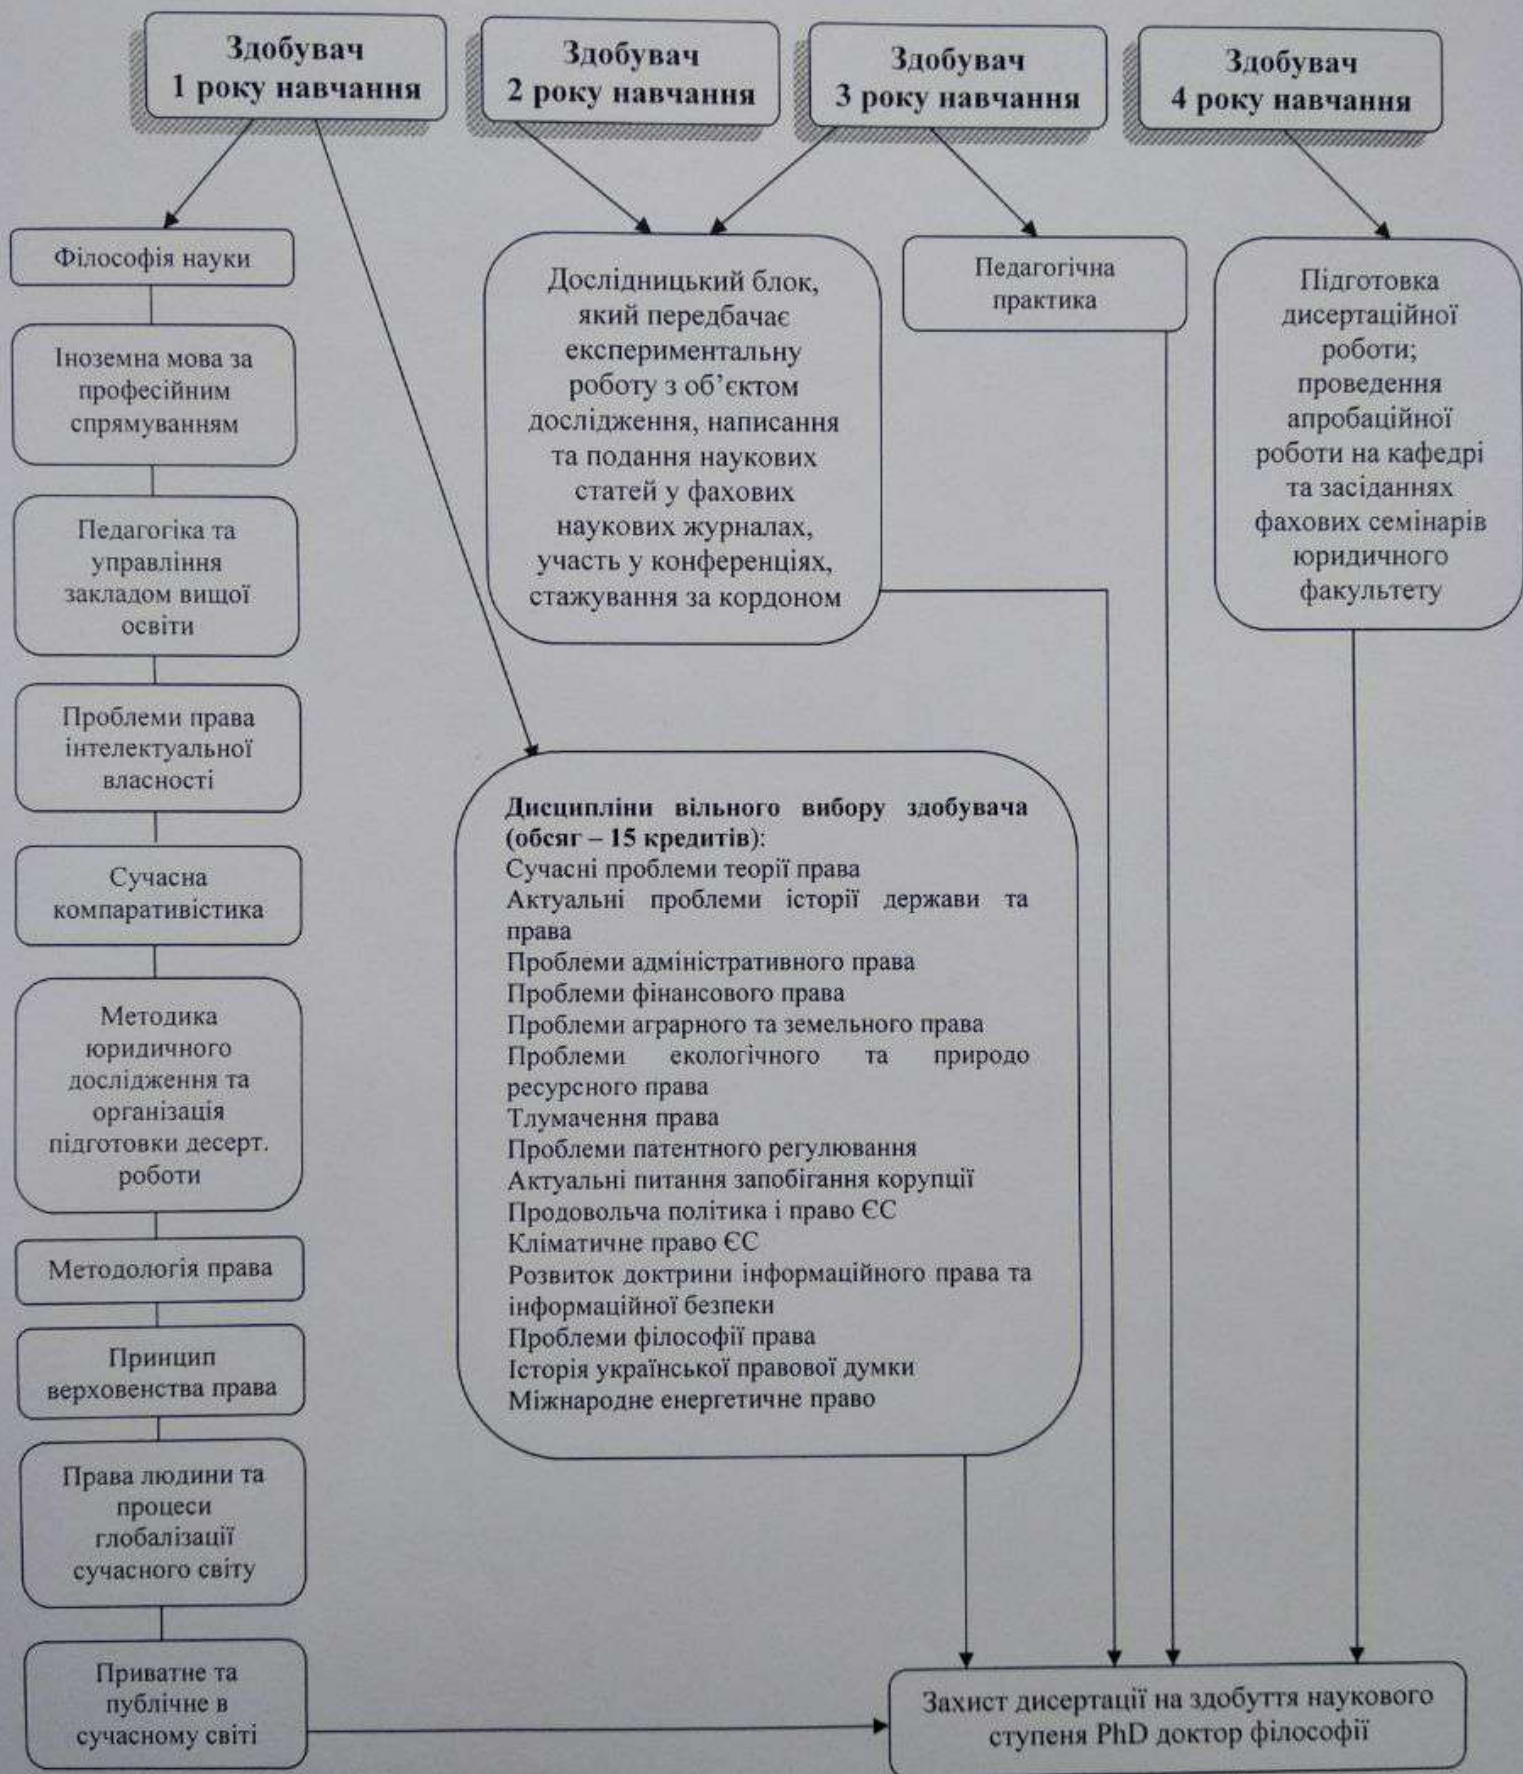 Здобувач
1 року навчання
Здобувач
2 року навчання
Здобувач
3 року навчання
Здобувач
4 року навчання
Філософія науки
Іноземна мова за
професійним
спрямуванням
Педагогіка та
управління
закладом вищої
освіти
Проблеми права
інтелектуальної
власності
Сучасна
компаративістика
Методика
юридичного
дослідження та
організація
підготовки десерт.
роботи
Методологія права
Принцип
верховенства права
Права людини та
процеси
глобалізації
сучасного світу
Приватне та
публічне в
сучасному світі
Дослідницький блок,
який передбачає
експериментальну
роботу з об’єктом
дослідження, написання
та подання наукових
статей у фахових
наукових журналах,
участь у конференціях,
стажування за кордоном
Педагогічна
практика
Підготовка
дисертаційної
роботи;
проведення
апробаційної
роботи на кафедрі
та засіданнях
фахових семінарів
юридичного
факультету
Дисципліни вільного вибору здобувача
(обсяг – 15 кредитів):
Сучасні проблеми теорії права
Актуальні проблеми історії держави та
права
Проблеми адміністративного права
Проблеми фінансового права
Проблеми аграрного та земельного права
Проблеми екологічного та природо
ресурсного права
Тлумачення права
Проблеми патентного регулювання
Актуальні питання запобігання корупції
Продовольча політика і право ЄС
Кліматичне право ЄС
Розвиток доктрини інформаційного права та
інформаційної безпеки
Проблеми філософії права
Історія української правової думки
Міжнародне енергетичне право
Захист дисертації на здобуття наукового
ступеня PhD доктор філософії